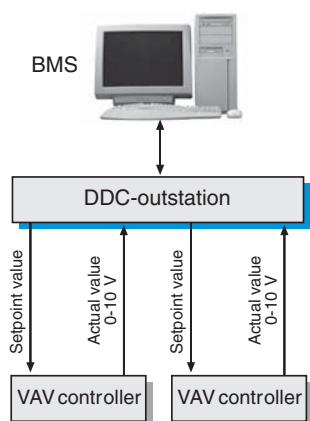 BMS
DDC-outstation
Setpoint value
Actual value
0-10 V
Setpoint value
Actual value
0-10 V
VAV controller
VAV controller